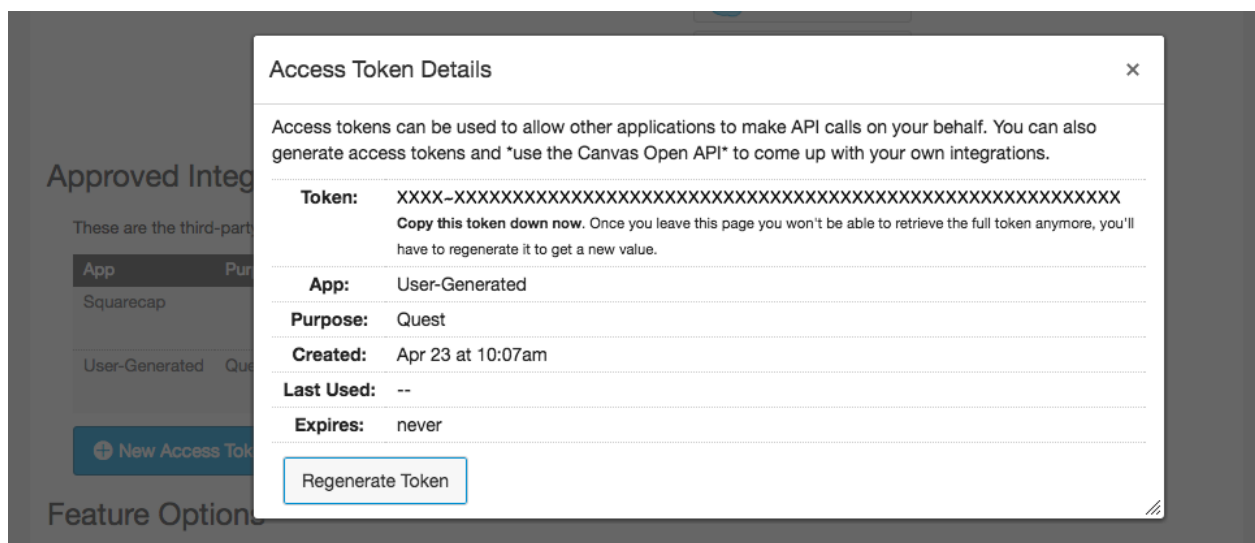 Access Token Details
×
Access tokens can be used to allow other applications to make API calls on your behalf. You can also
generate access tokens and *use the Canvas Open API* to come up with your own integrations.
Token: XXXX~XXXXXXXXXXXXXXXXXXXXXXXXXXXXXXXXXXXXXXXXXXXXXXXXXXXXXXXXX
Copy this token down now. Once you leave this page you won't be able to retrieve the full token anymore, you'll
have to regenerate it to get a new value.
App: User-Generated
Purpose: Quest
Created: Apr 23 at 10:07am
Last Used: --
Expires: never
Regenerate Token
Approved Integ
These are the third-part
App Pur
Squarecap
User-Generated Que
New Access Tok
Feature Options